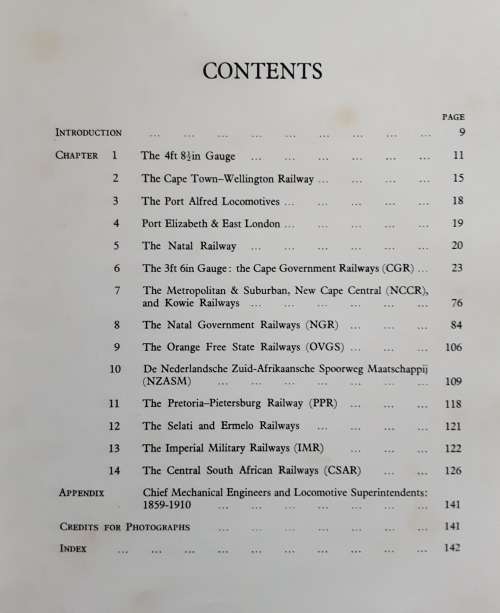 CONTENTS
PAGE
INTRODUCTION ... ... ... ... ... ... ... ... ... 9
CHAPTER 1 The 4ft 8½in Gauge ... ... ... ... ... ... 11
2 The Cape Town–Wellington Railway ... ... ... ... 15
3 The Port Alfred Locomotives ... ... ... ... ... 18
4 Port Elizabeth & East London ... ... ... ... ... 19
5 The Natal Railway ... ... ... ... ... ... 20
6 The 3ft 6in Gauge: the Cape Government Railways (CGR) ... 23
7 The Metropolitan & Suburban, New Cape Central (NCCR),
and Kowie Railways ... ... ... ... ... ... 76
8 The Natal Government Railways (NGR) ... ... ... 84
9 The Orange Free State Railways (OVGS) ... ... ... 106
10 De Nederlandsche Zuid-Afrikaansche Spoorweg Maatschappij
(NZASM) ... ... ... ... ... ... ... 109
11 The Pretoria–Pietersburg Railway (PPR) ... ... ... 118
12 The Selati and Ermelo Railways ... ... ... ... 121
13 The Imperial Military Railways (IMR) ... ... ... 122
14 The Central South African Railways (CSAR) ... ... 126
APPENDIX Chief Mechanical Engineers and Locomotive Superintendents:
1859-1910 ... ... ... ... ... ... ... 141
CREDITS FOR PHOTOGRAPHS ... ... ... ... ... ... ... 141
INDEX ... ... ... ... ... ... ... ... ... ... 142